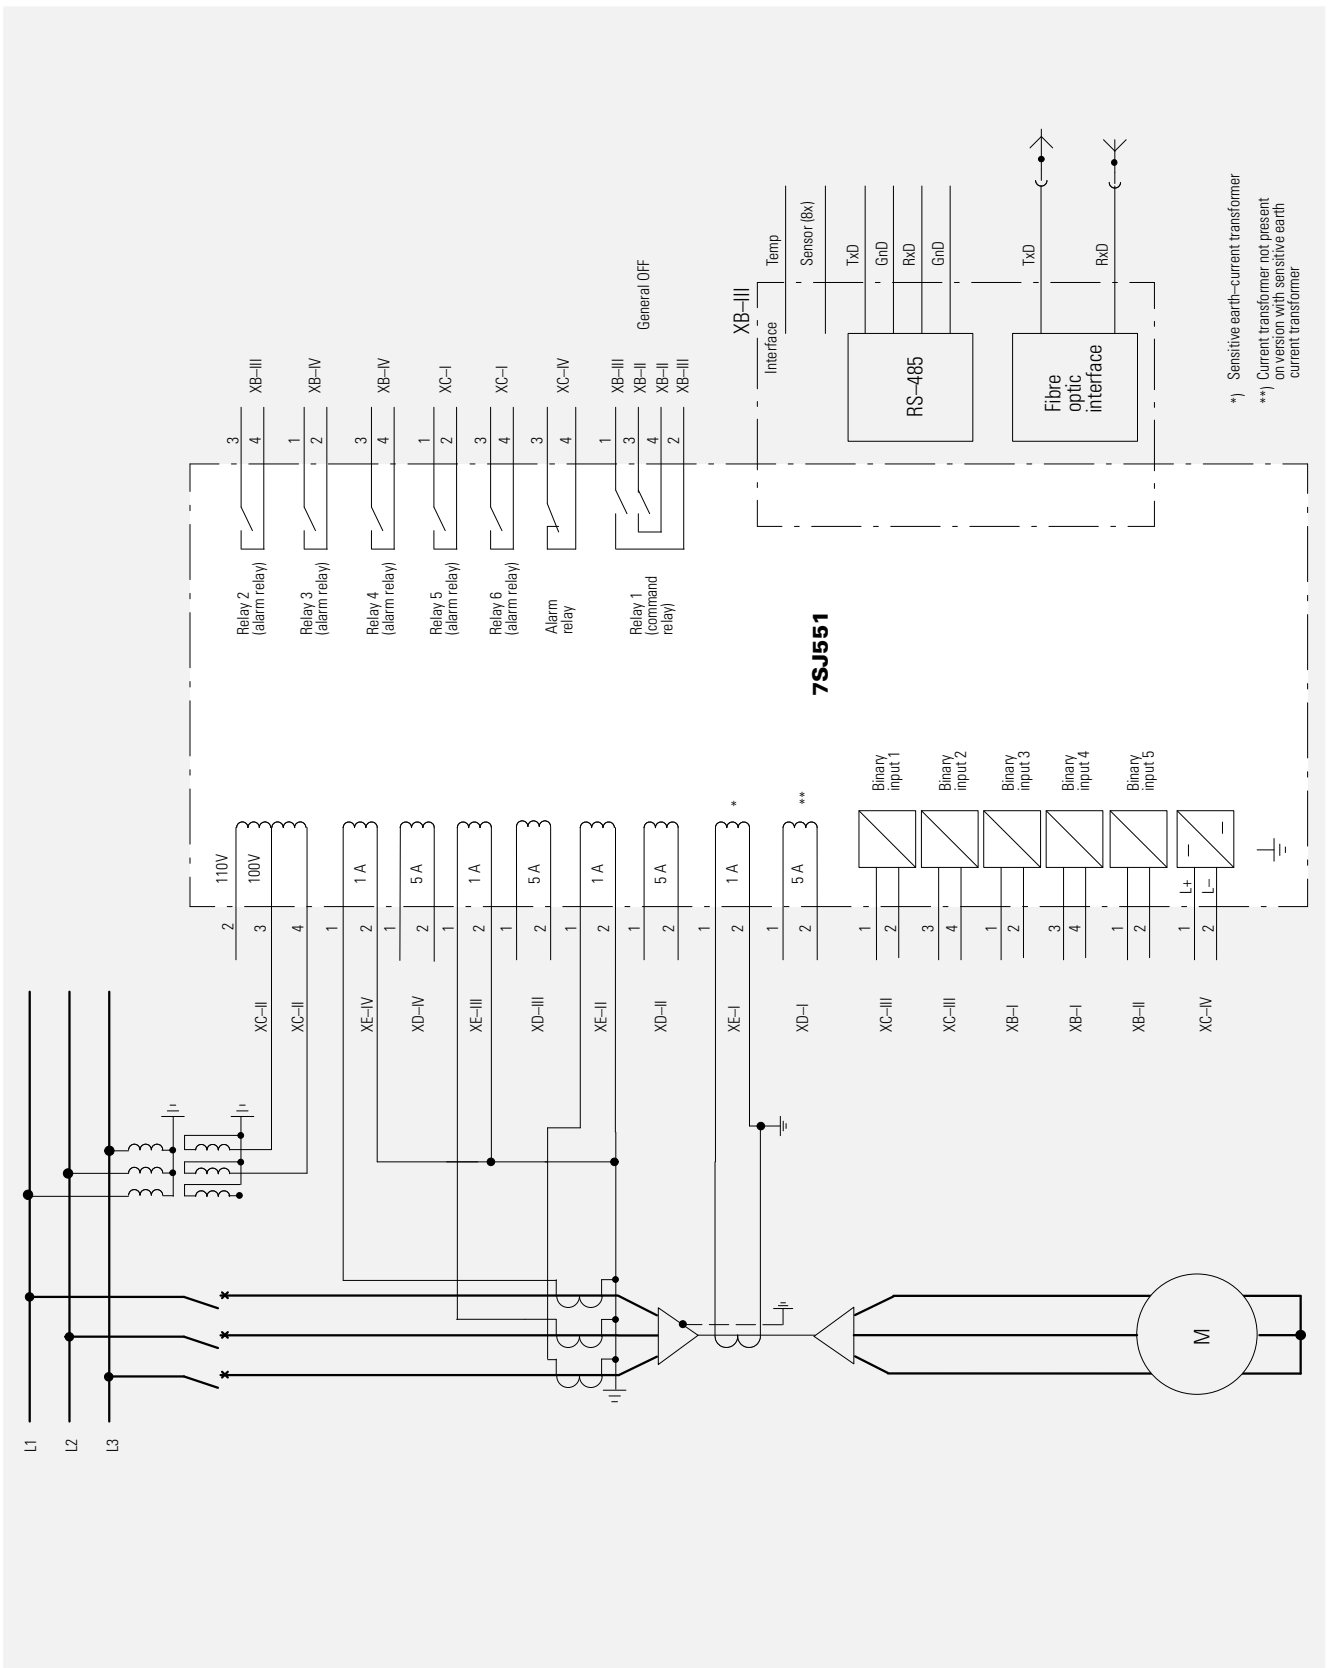 L1
L2
L3
M
XC–II
XC–II
XE–IV
XD–IV
XE–III
XD–III
XE–II
XD–II
XE–I
XD–I
XC–III
XC–III
XB–I
XB–I
XB–II
XC–IV
2
3
4
1
2
1
2
1
2
1
2
1
2
1
2
1
2
1
2
1
2
3
4
1
2
3
4
1
2
1
2
110V
100V
1 A
5 A
1 A
5 A
1 A
5 A
1 A
5 A
L+
L–
*
**
Binary
input 1
Binary
input 2
Binary
input 3
Binary
input 4
Binary
input 5
7SJ551
Relay 2
(alarm relay)
Relay 3
(alarm relay)
Relay 4
(alarm relay)
Relay 5
(alarm relay)
Relay 6
(alarm relay)
Alarm
relay
Relay 1
(command
relay)
3
4
1
2
3
4
1
2
3
4
3
4
1
3
4
2
XB–III
XB–IV
XB–IV
XC–I
XC–I
XC–IV
XB–III
XB–II
XB–II
XB–III
General OFF
XB–III
Interface
Temp
Sensor (8x)
RS–485
TxD
GnD
RxD
GnD
Fibre
optic
interface
TxD
RxD
*) Sensitive earth–current transformer
**) Current transformer not present
on version with sensitive earth
current transformer